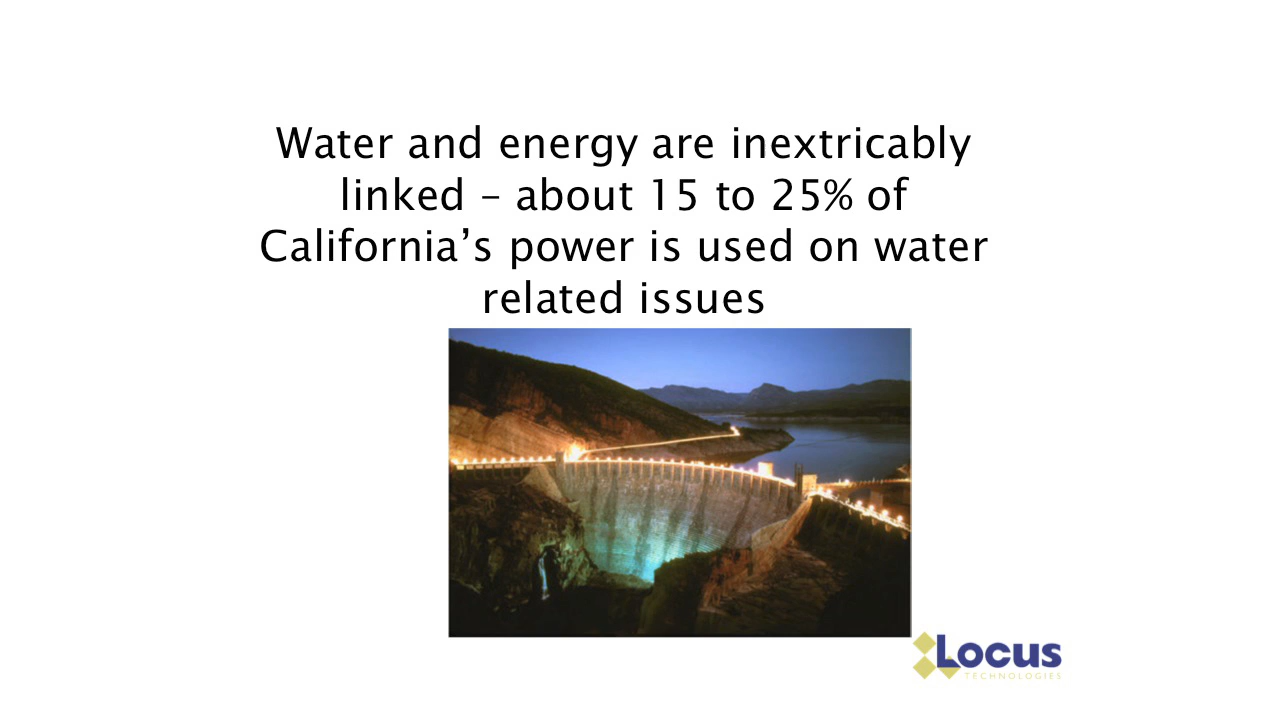 Water and energy are inextricably
linked – about 15 to 25% of
California’s power is used on water
related issues
Locus
TECHNOLOGIES